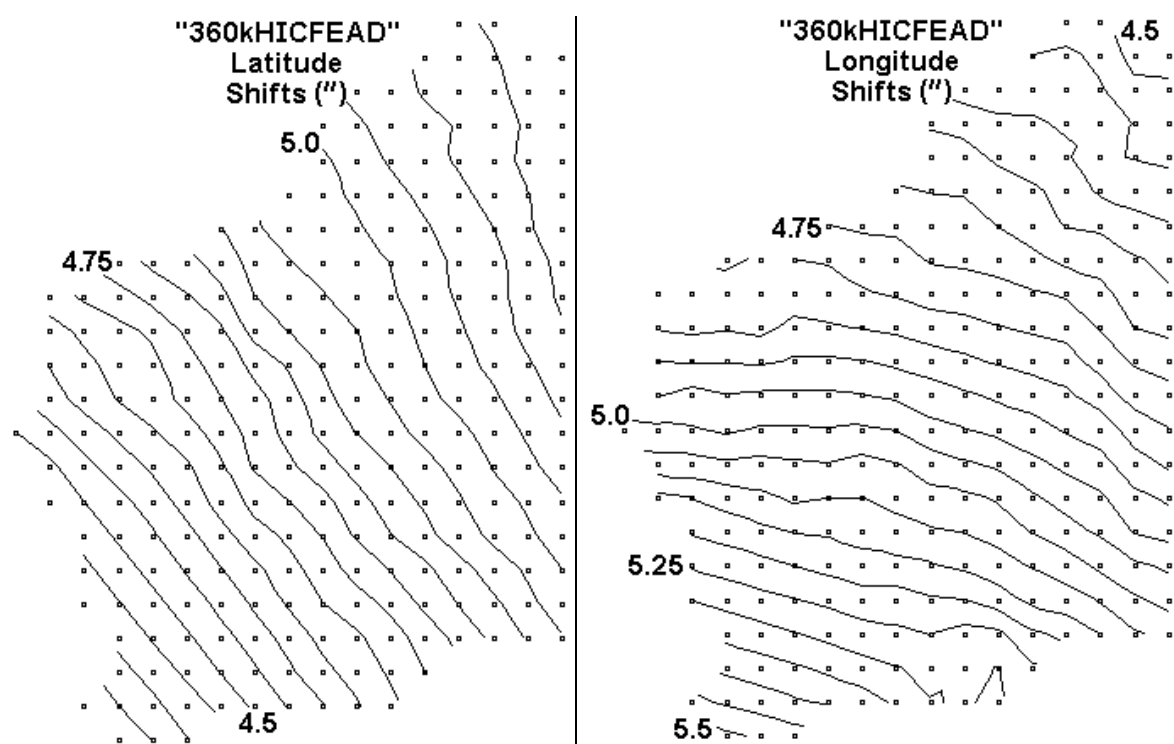 "360kHICFEAD"
Latitude
Shifts (")
5.0
4.75
4.5
"360kHICFEAD"
Longitude
Shifts (")
4.5
4.75
5.0
5.25
5.5